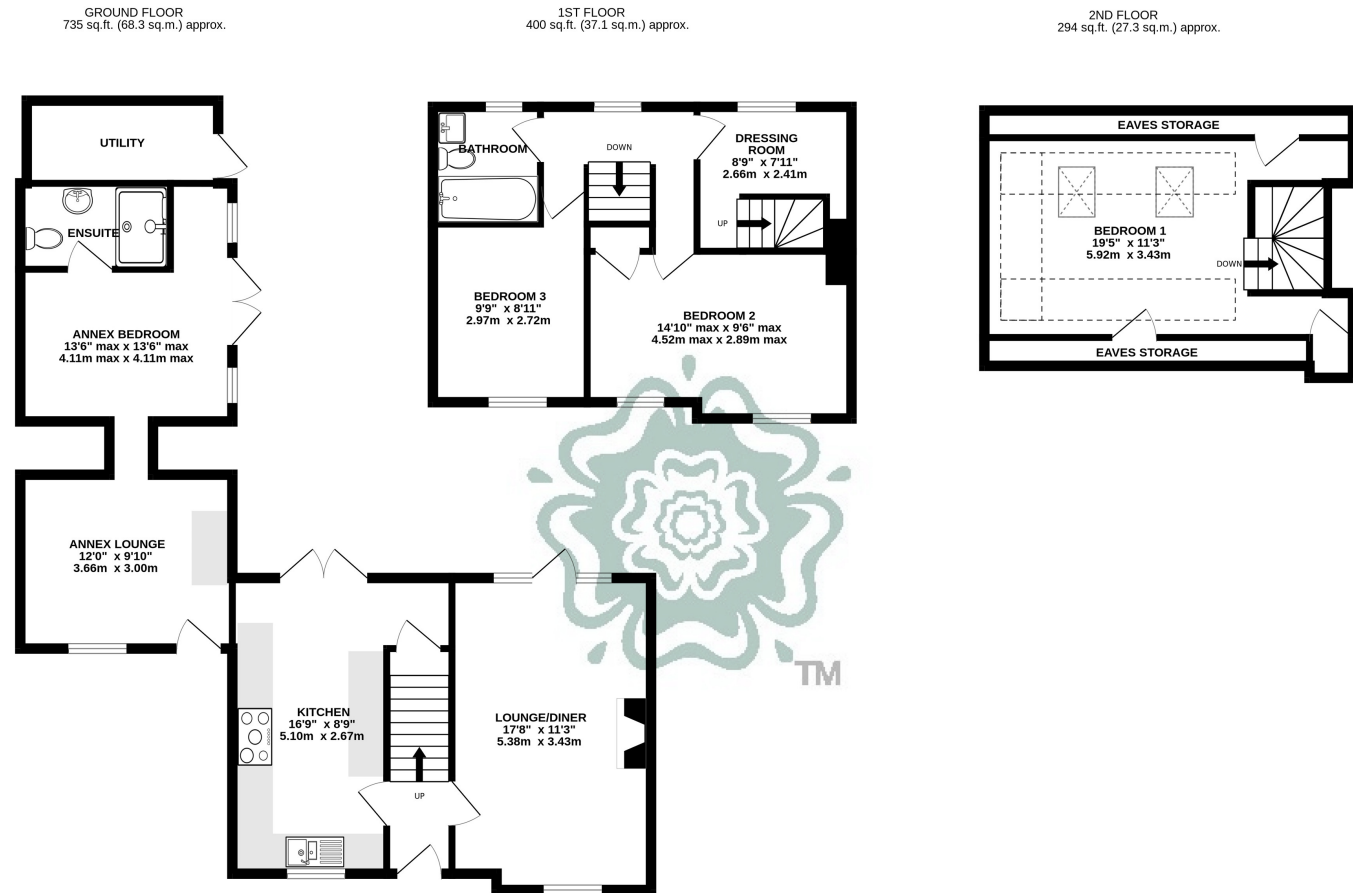 GROUND FLOOR
735 sq.ft. (68.3 sq.m.) approx.
UTILITY
ENSUITE
ANNEX BEDROOM
13'6" max x 13'6" max
4.11m max x 4.11m max
ANNEX LOUNGE
12'0" x 9'10"
3.66m x 3.00m
KITCHEN
16'9" x 8'9"
5.10m x 2.67m
UP
LOUNGE/DINER
17'8" x 11'3"
5.38m x 3.43m
1ST FLOOR
400 sq.ft. (37.1 sq.m.) approx.
BATHROOM
DOWN
DRESSING
ROOM
8'9" x 7'11"
2.66m x 2.41m
UP
BEDROOM 3
9'9" x 8'11"
2.97m x 2.72m
BEDROOM 2
14'10" max x 9'6" max
4.52m max x 2.89m max
TM
2ND FLOOR
294 sq.ft. (27.3 sq.m.) approx.
EAVES STORAGE
BEDROOM 1
19'5" x 11'3"
5.92m x 3.43m
DOWN
EAVES STORAGE